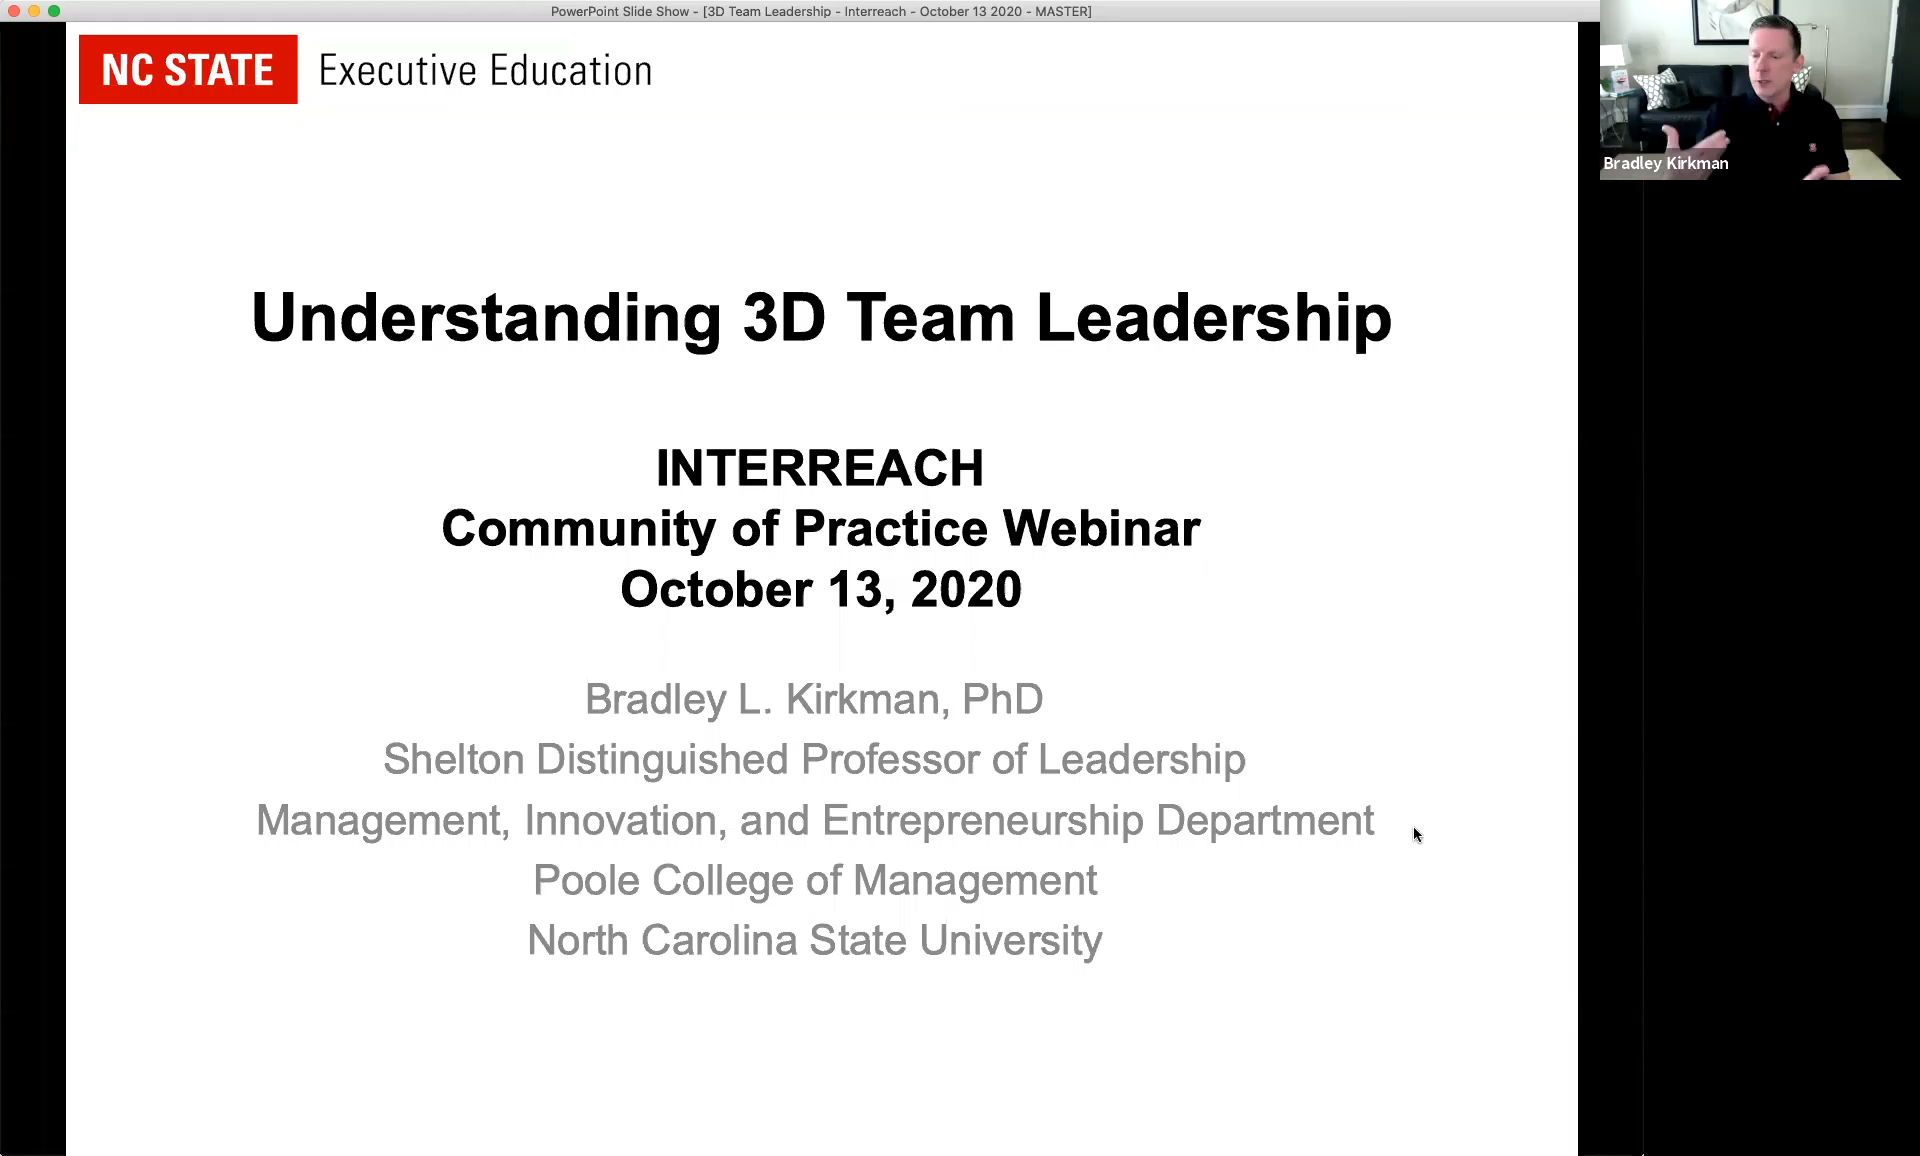 PowerPoint Slide Show - [3D Team Leadership - Interreach - October 13 2020 - MASTER]
NC STATE Executive Education
Bradley Kirkman
Understanding 3D Team Leadership
INTERREACH
Community of Practice Webinar
October 13, 2020
Bradley L. Kirkman, PhD
Shelton Distinguished Professor of Leadership
Management, Innovation, and Entrepreneurship Department
Poole College of Management
North Carolina State University